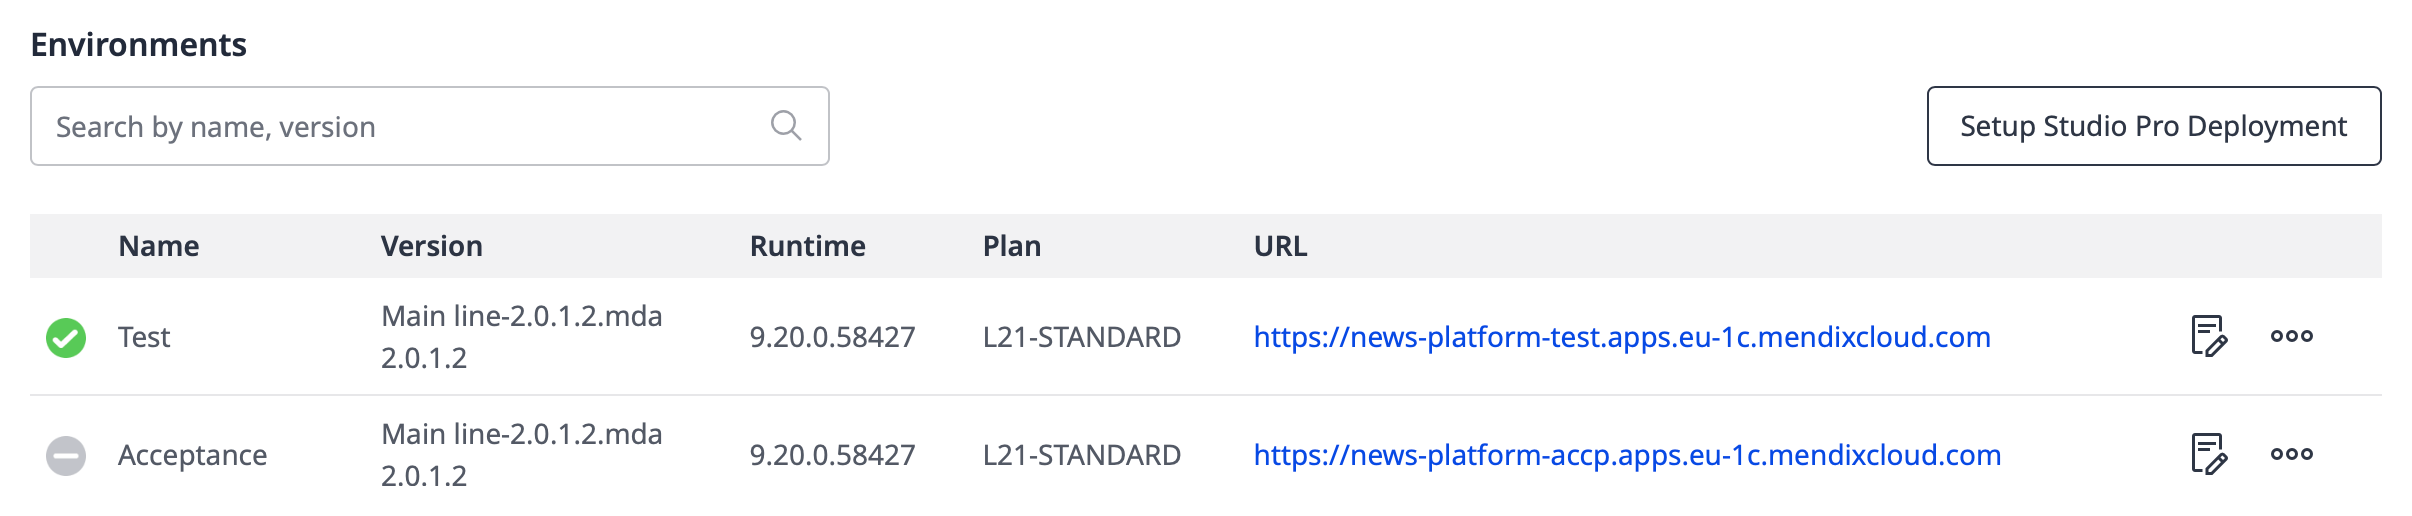 Environments
Search by name, version
Setup Studio Pro Deployment
Name Version Runtime Plan URL
Test Main line-2.0.1.2.mda 2.0.1.2 9.20.0.58427 L21-STANDARD https://news-platform-test.apps.eu-1c.mendixcloud.com
Acceptance Main line-2.0.1.2.mda 2.0.1.2 9.20.0.58427 L21-STANDARD https://news-platform-accp.apps.eu-1c.mendixcloud.com